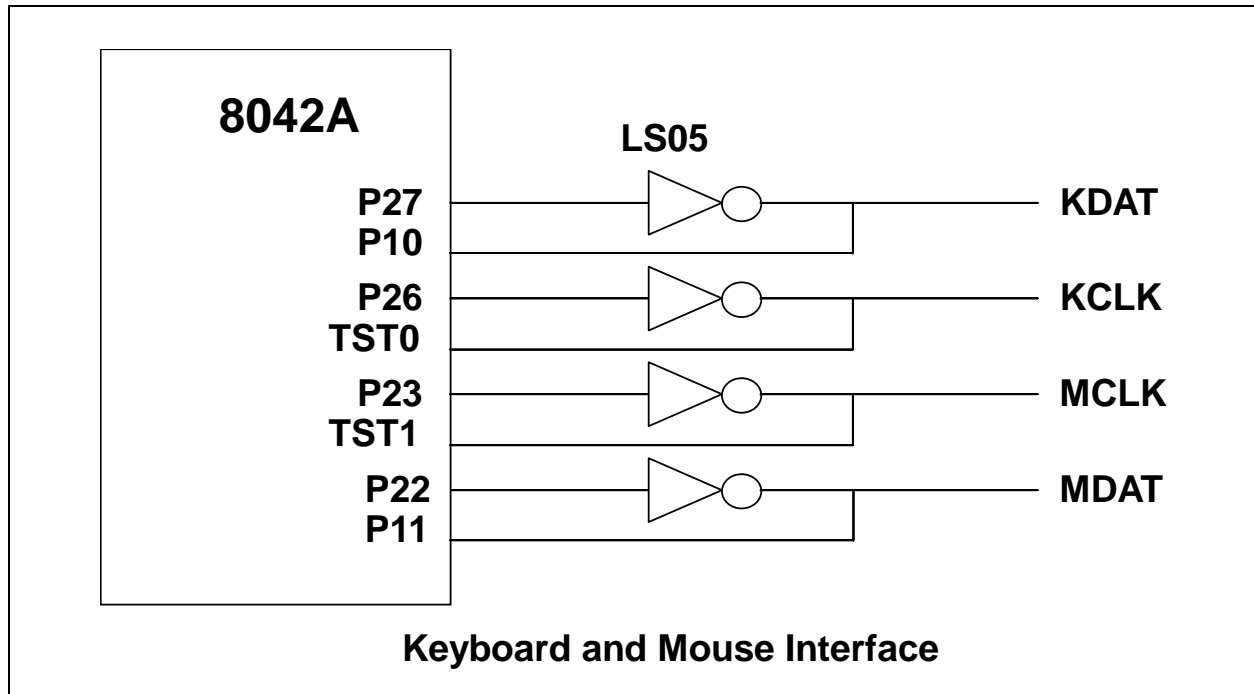 8042A
LS05
P27
KDAT
P10
P26
KCLK
TST0
P23
MCLK
TST1
P22
MDAT
P11
Keyboard and Mouse Interface